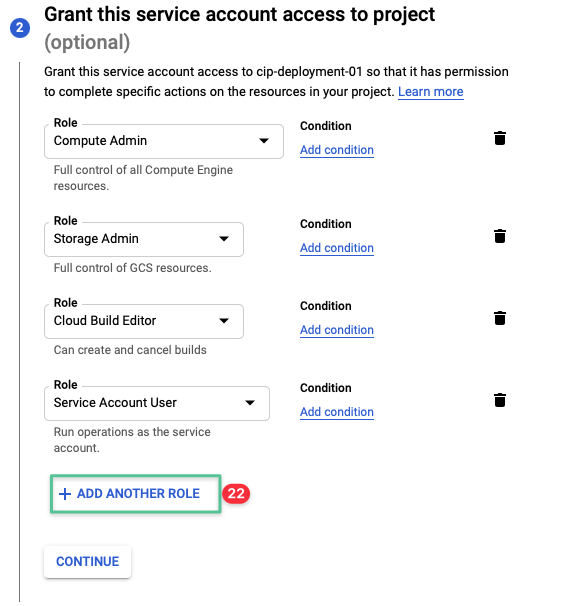 2
Grant this service account access to project
(optional)
Grant this service account access to cip-deployment-01 so that it has permission
to complete specific actions on the resources in your project. Learn more
Role
Compute Admin
Full control of all Compute Engine
resources.
Condition
Add condition
Role
Storage Admin
Full control of GCS resources.
Condition
Add condition
Role
Cloud Build Editor
Can create and cancel builds
Condition
Add condition
Role
Service Account User
Run operations as the service
account.
Condition
Add condition
+ ADD ANOTHER ROLE
22
CONTINUE